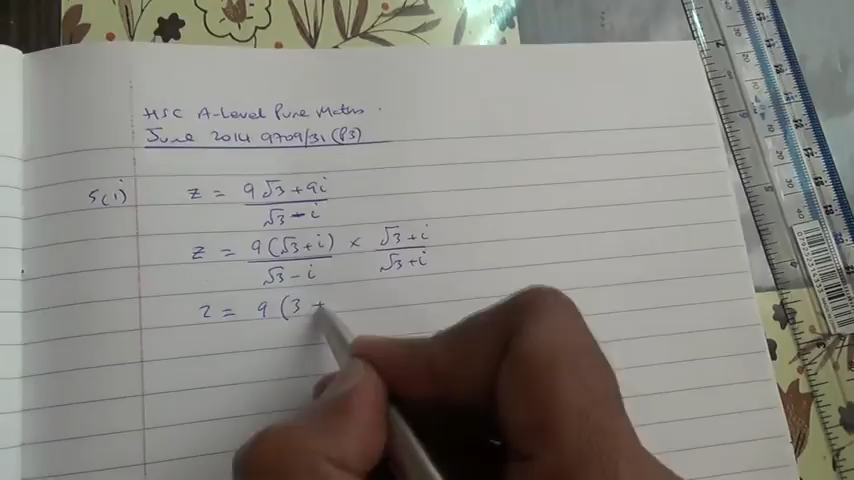 HSC A-Level Pure Maths.
June 2014 9709/31 (P3)
5(i) z = 9√3+9i / √3-i
z = 9(√3+i) / √3-i × √3+i / √3+i
z = 9(3 +